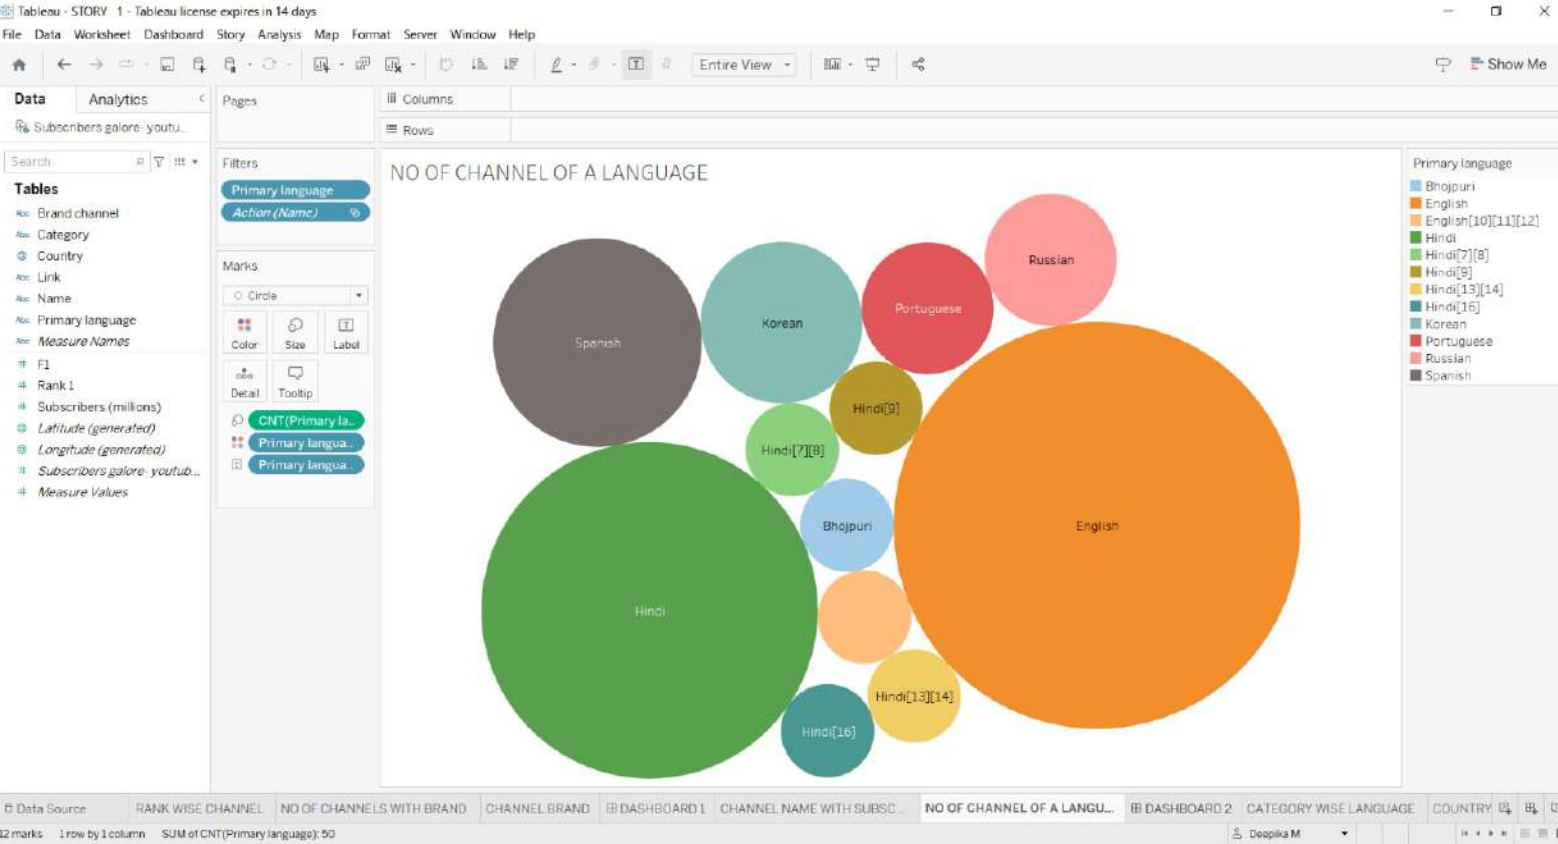 Tableau - STORY 1 - Tableau license expires in 14 days
File Data Worksheet Dashboard Story Analysis Map Format Server Window Help
Entire View
Show Me
Data Analytics
Subscribers galore- youtu...
Search
Tables
Abc Brand channel
Abc Category
Country
Abc Link
Abc Name
Abc Primary language
Abc Measure Names
# F1
# Rank 1
# Subscribers (millions)
Latitude (generated)
Longitude (generated)
# Subscribers galore- youtub...
# Measure Values
Pages
Filters
Primary language
Action (Name)
Marks
Circle
Color Size Label
Detail Tooltip
CNT(Primary la..
Primary langua..
Primary langua..
Columns
Rows
NO OF CHANNEL OF A LANGUAGE
Russian
Portuguese
Korean
Spanish
Hindi[9]
Hindi[7][8]
Bhojpuri
English
Hindi
Hindi[13][14]
Hindi[16]
Primary language
Bhojpuri
English
English[10][11][12]
Hindi
Hindi[7][8]
Hindi[9]
Hindi[13][14]
Hindi[16]
Korean
Portuguese
Russian
Spanish
Data Source RANK WISE CHANNEL NO OF CHANNELS WITH BRAND CHANNEL BRAND DASHBOARD 1 CHANNEL NAME WITH SUBSC... NO OF CHANNEL OF A LANGU... DASHBOARD 2 CATEGORY WISE LANGUAGE COUNTRY
12 marks 1 row by 1 column SUM of CNT(Primary language): 50 Deepika M